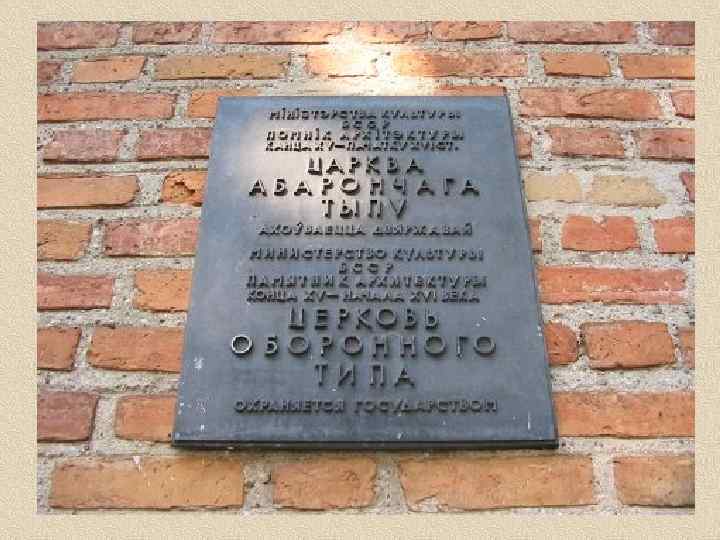 МІНІСТЭРСТВА КУЛЬТУРЫ
БССР
ПОМНІК АРХІТЭКТУРЫ
КАНЦА XV—ПАЧАТКУ XVI СТ.
ЦАРКВА
АБАРОНЧАГА
ТЫПУ
АХОЎВАЕЦЦА ДЗЯРЖАВАЙ
МИНИСТЕРСТВО КУЛЬТУРЫ
БССР
ПАМЯТНИК АРХИТЕКТУРЫ
КОНЦА XV— НАЧАЛА XVI ВЕКА
ЦЕРКОВЬ
ОБОРОННОГО
ТИПА
ОХРАНЯЕТСЯ ГОСУДАРСТВОМ